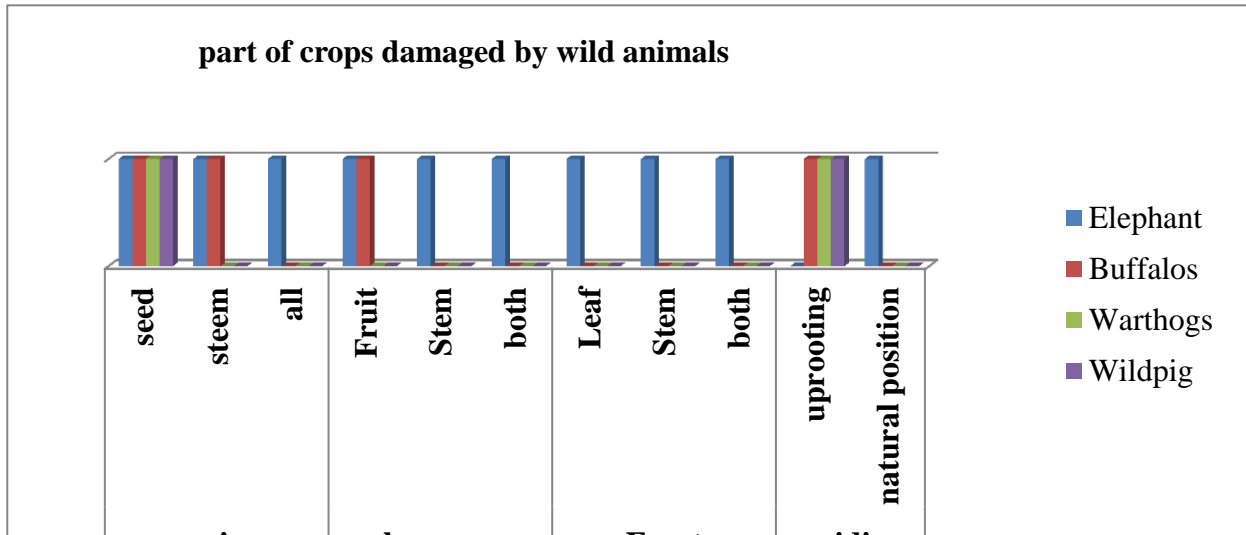 part of crops damaged by wild animals
Elephant
Buffalos
Warthogs
Wildpig
seed
steem
all
Fruit
Stem
both
Leaf
Stem
both
uprooting
natural position